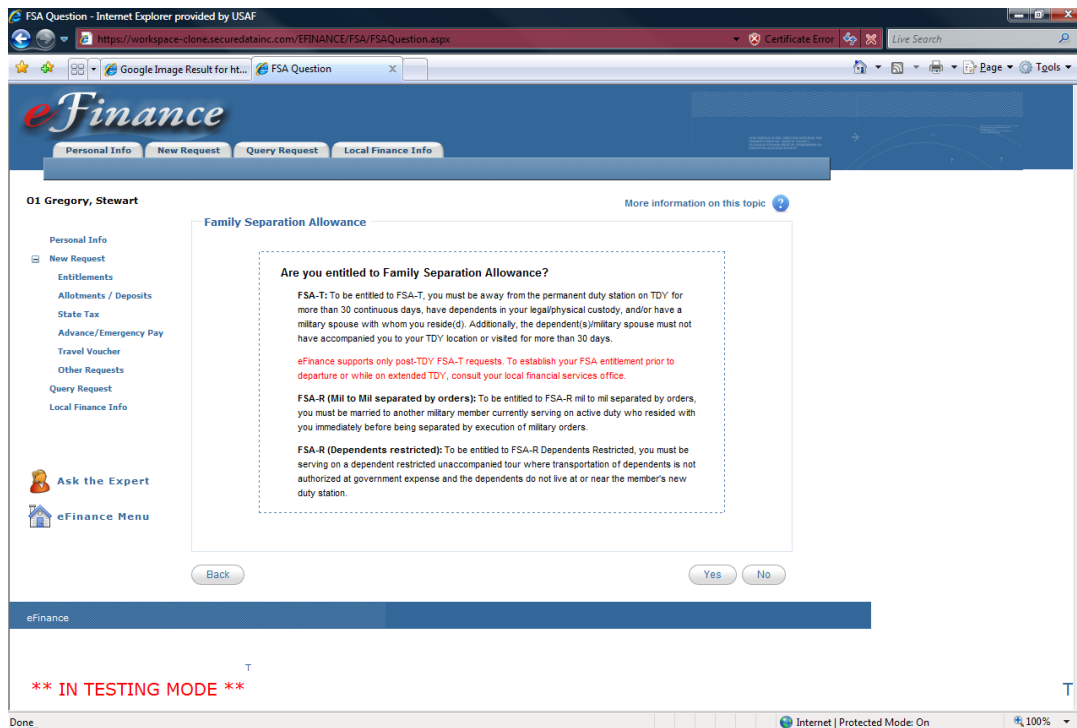 FSA Question - Internet Explorer provided by USAF
https://workspace-clone.securedatainc.com/EFINANCE/FSA/FSAQuestion.aspx
Certificate Error
Live Search
Google Image Result for ht...
FSA Question
Page
Tools
eFinance
Personal Info New Request Query Request Local Finance Info
01 Gregory, Stewart
More information on this topic ?
Family Separation Allowance
Personal Info
New Request
Entitlements
Allotments / Deposits
State Tax
Advance/Emergency Pay
Travel Voucher
Other Requests
Query Request
Local Finance Info
Ask the Expert
eFinance Menu
Are you entitled to Family Separation Allowance?
FSA-T: To be entitled to FSA-T, you must be away from the permanent duty station on TDY for
more than 30 continuous days, have dependents in your legal/physical custody, and/or have a
military spouse with whom you reside(d). Additionally, the dependent(s)/military spouse must not
have accompanied you to your TDY location or visited for more than 30 days.
eFinance supports only post-TDY FSA-T requests. To establish your FSA entitlement prior to
departure or while on extended TDY, consult your local financial services office.
FSA-R (Mil to Mil separated by orders): To be entitled to FSA-R mil to mil separated by orders,
you must be married to another military member currently serving on active duty who resided with
you immediately before being separated by execution of military orders.
FSA-R (Dependents restricted): To be entitled to FSA-R Dependents Restricted, you must be
serving on a dependent restricted unaccompanied tour where transportation of dependents is not
authorized at government expense and the dependents do not live at or near the member's new
duty station.
Back
Yes
No
eFinance
T
** IN TESTING MODE **
T
Done
Internet | Protected Mode: On
100%